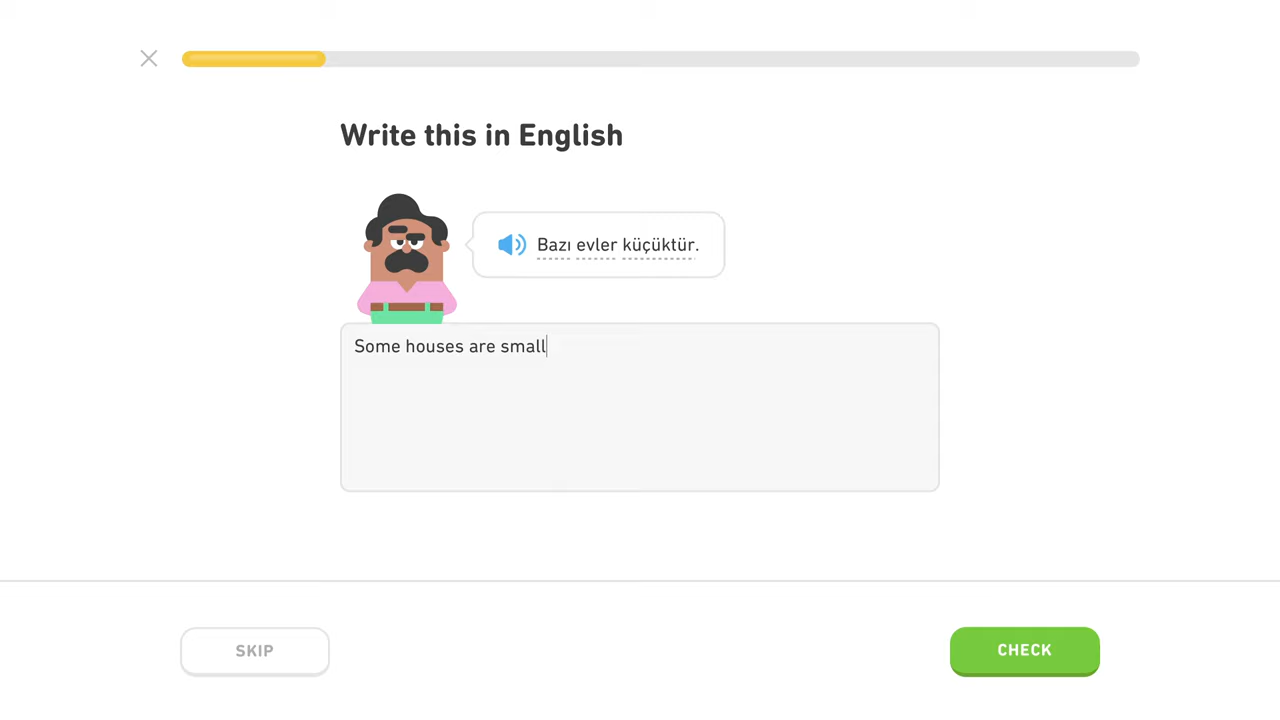 Write this in English
Bazı evler küçüktür.
Some houses are small
SKIP
CHECK